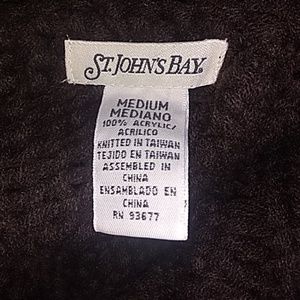 ST. JOHN'S BAY®
MEDIUM
MEDIANO
100% ACRYLIC/
ACRILICO
KNITTED IN TAIWAN
TEJIDO EN TAIWAN
ASSEMBLED IN
CHINA
ENSAMBLADO EN
CHINA
RN 93677